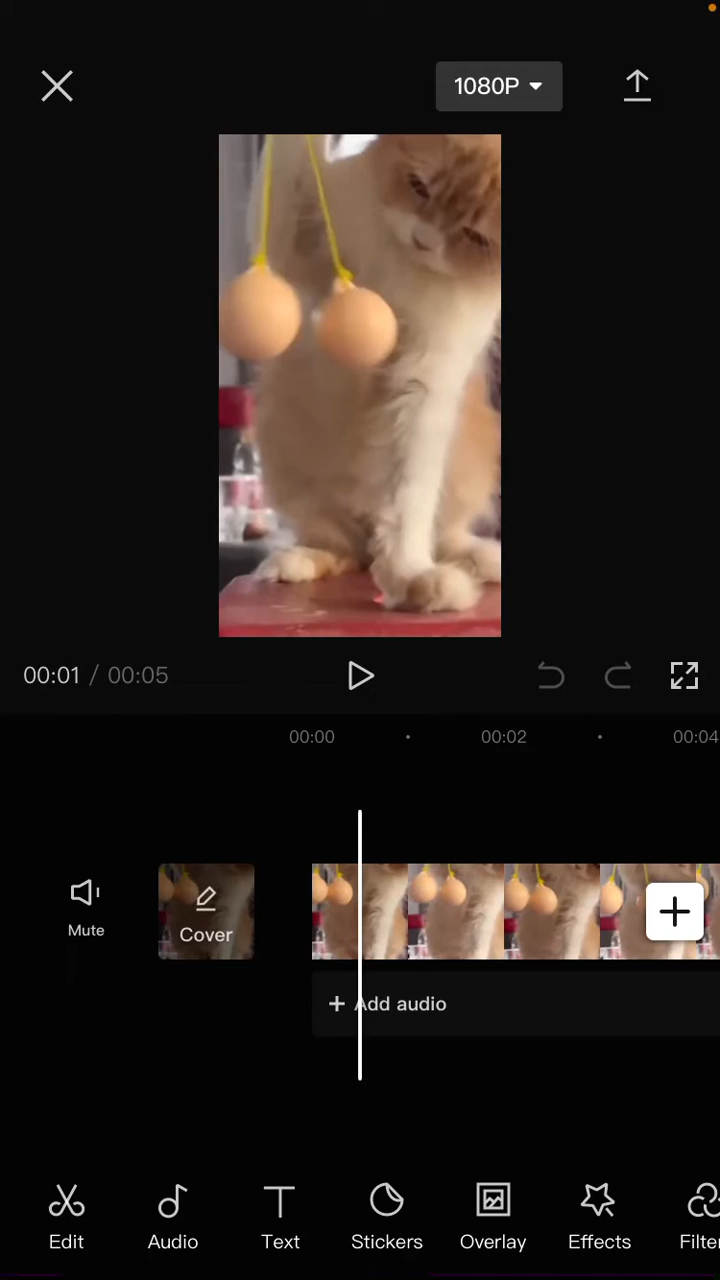 1080P
00:01 / 00:05
00:00 00:02 00:04
Mute
Cover
+ Add audio
Edit Audio Text Stickers Overlay Effects Filter